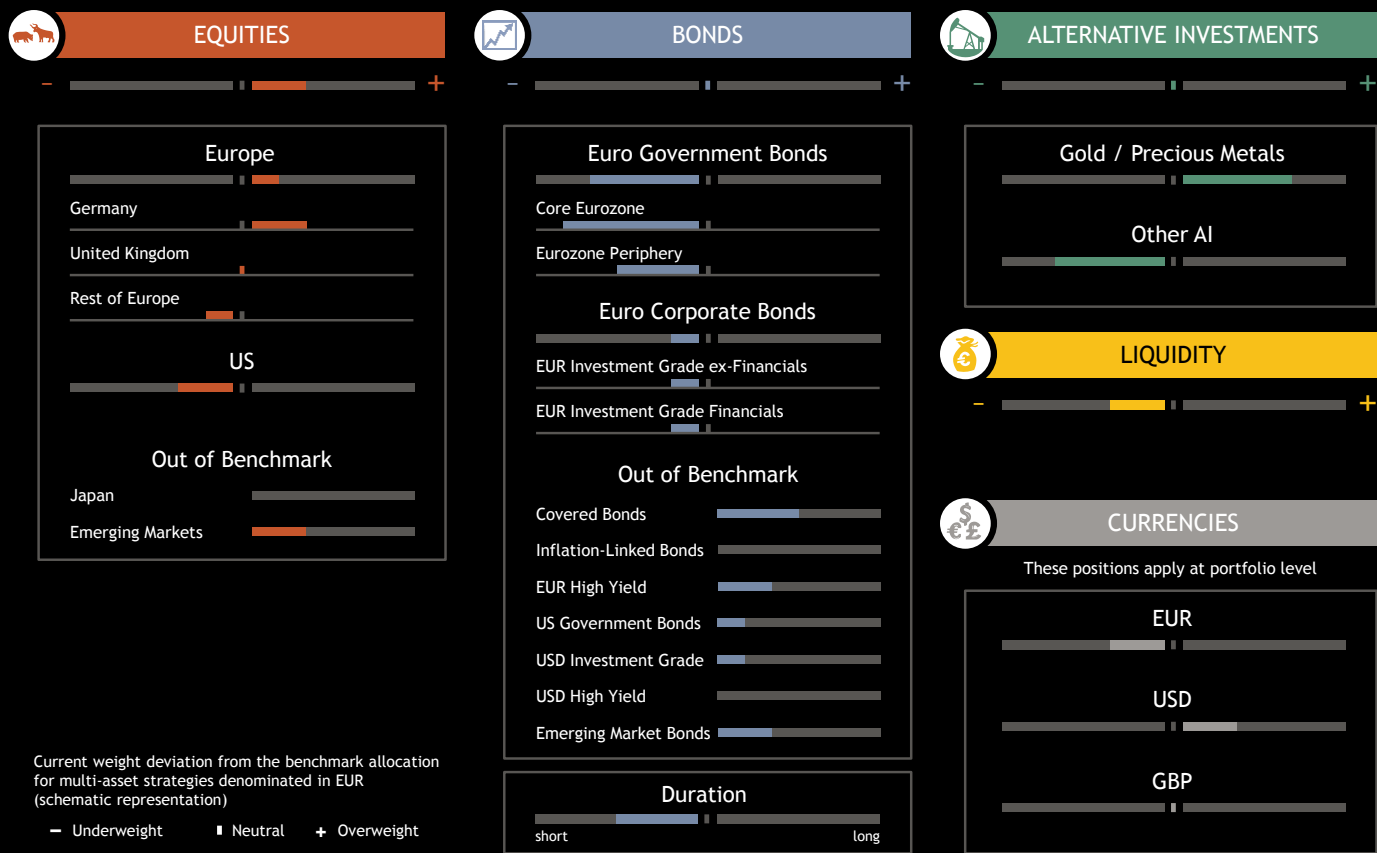 EQUITIES
- +
Europe
Germany
United Kingdom
Rest of Europe
US
Out of Benchmark
Japan
Emerging Markets
Current weight deviation from the benchmark allocation
for multi-asset strategies denominated in EUR
(schematic representation)
- Underweight Neutral + Overweight
BONDS
- +
Euro Government Bonds
Core Eurozone
Eurozone Periphery
Euro Corporate Bonds
EUR Investment Grade ex-Financials
EUR Investment Grade Financials
Out of Benchmark
Covered Bonds
Inflation-Linked Bonds
EUR High Yield
US Government Bonds
USD Investment Grade
USD High Yield
Emerging Market Bonds
Duration
short long
ALTERNATIVE INVESTMENTS
- +
Gold / Precious Metals
Other AI
€
LIQUIDITY
- +
$
€ £
CURRENCIES
These positions apply at portfolio level
EUR
USD
GBP